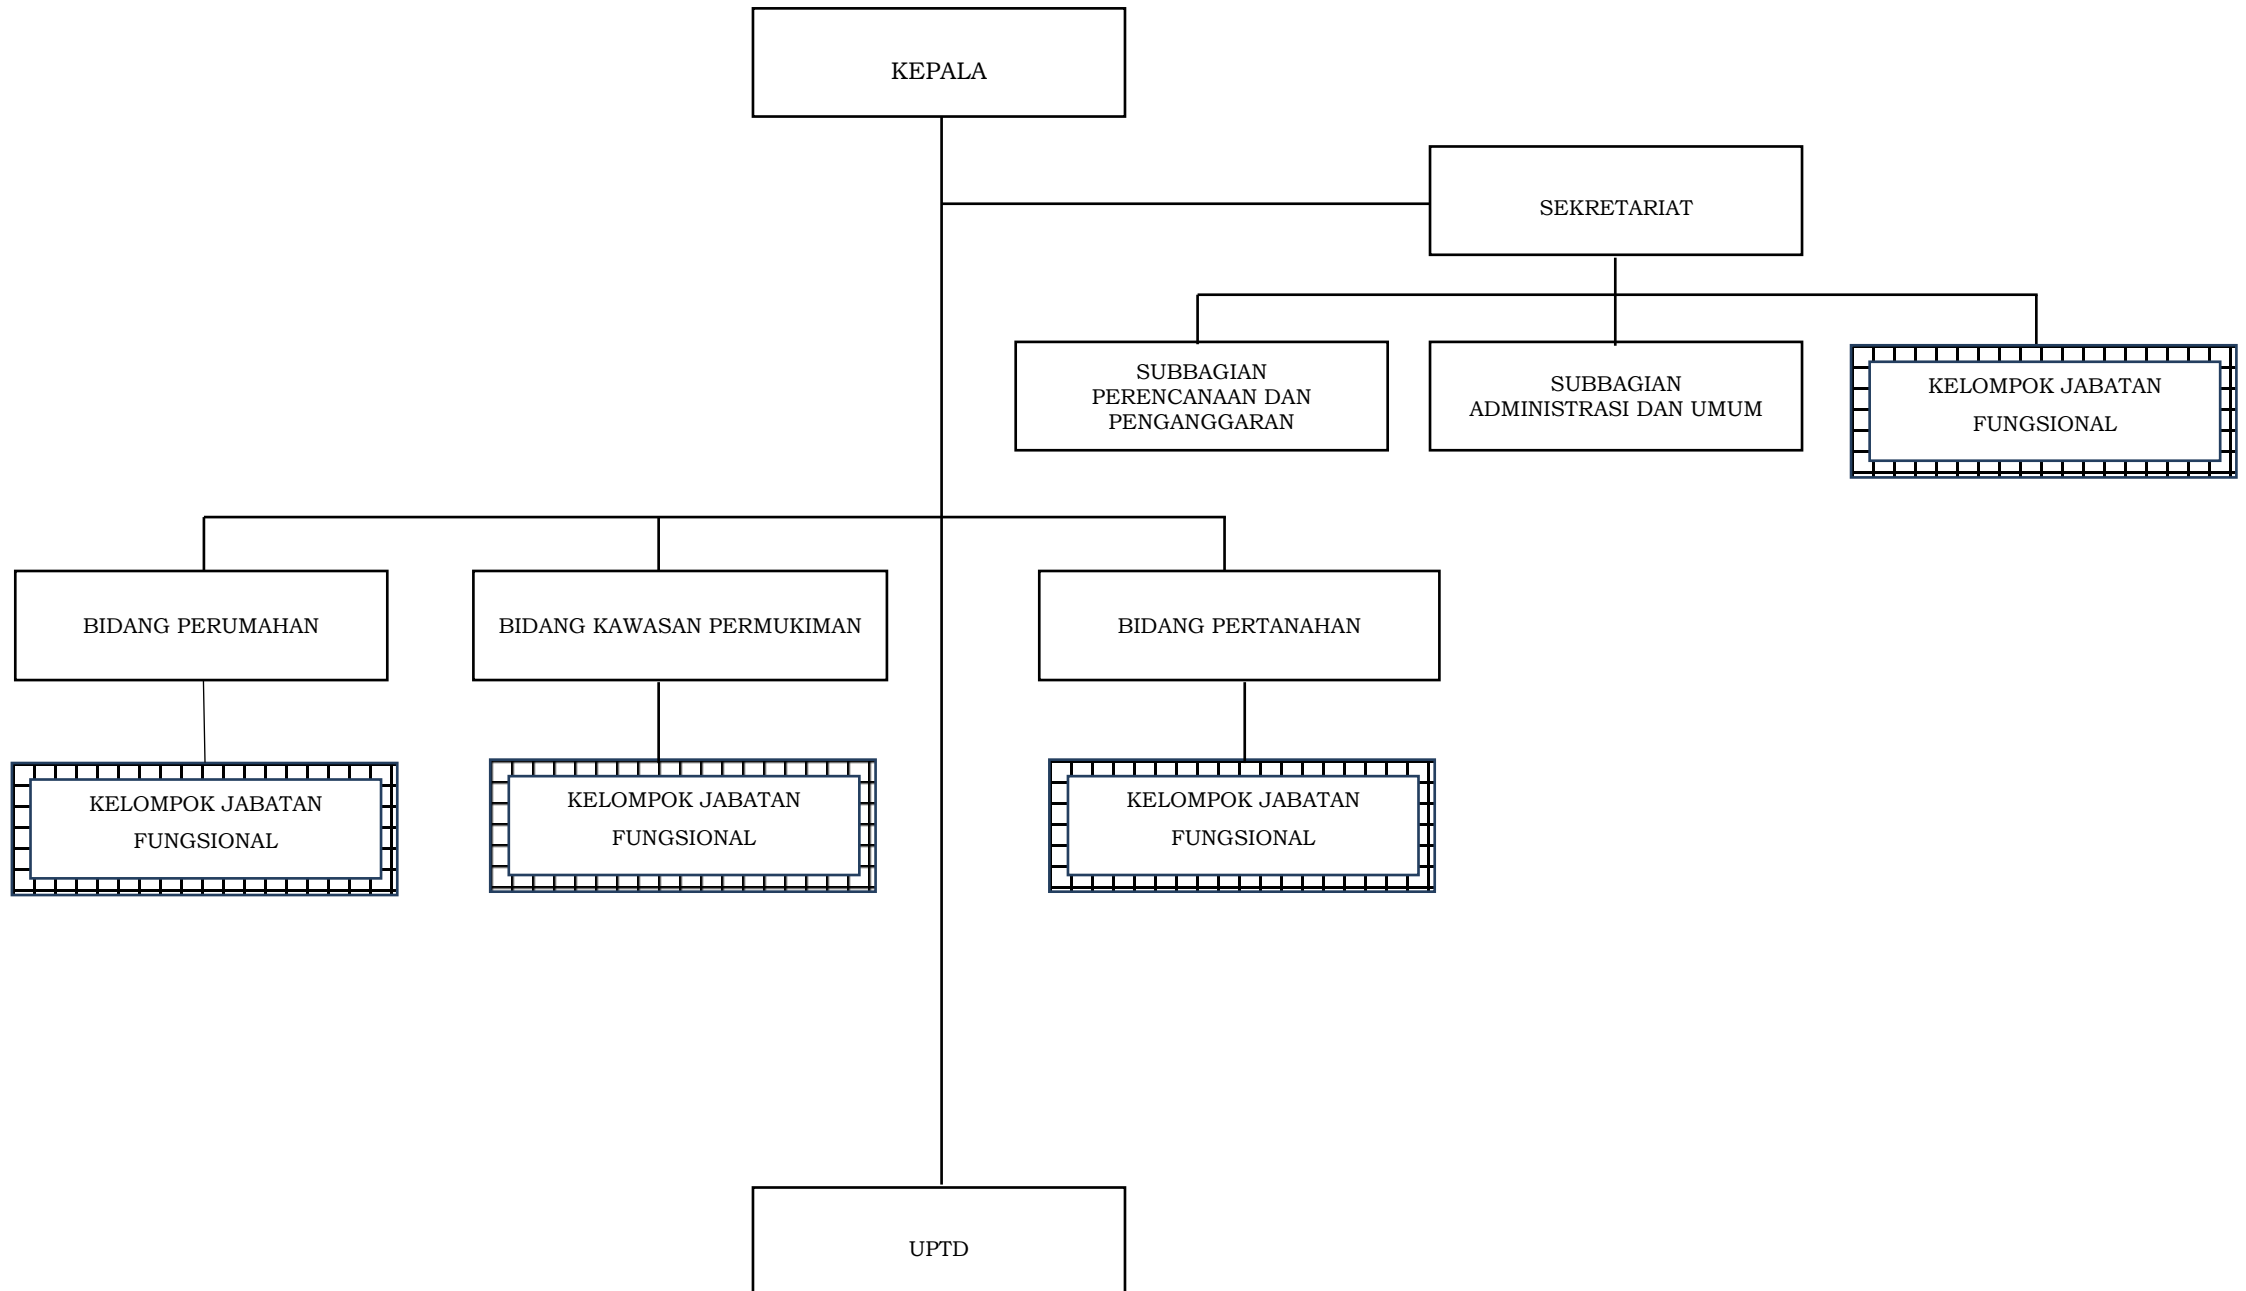 KEPALA
SEKRETARIAT
SUBBAGIAN
PERENCANAAN DAN
PENGANGGARAN
SUBBAGIAN
ADMINISTRASI DAN UMUM
KELOMPOK JABATAN
FUNGSIONAL
BIDANG PERUMAHAN
BIDANG KAWASAN PERMUKIMAN
BIDANG PERTANAHAN
KELOMPOK JABATAN
FUNGSIONAL
KELOMPOK JABATAN
FUNGSIONAL
KELOMPOK JABATAN
FUNGSIONAL
UPTD